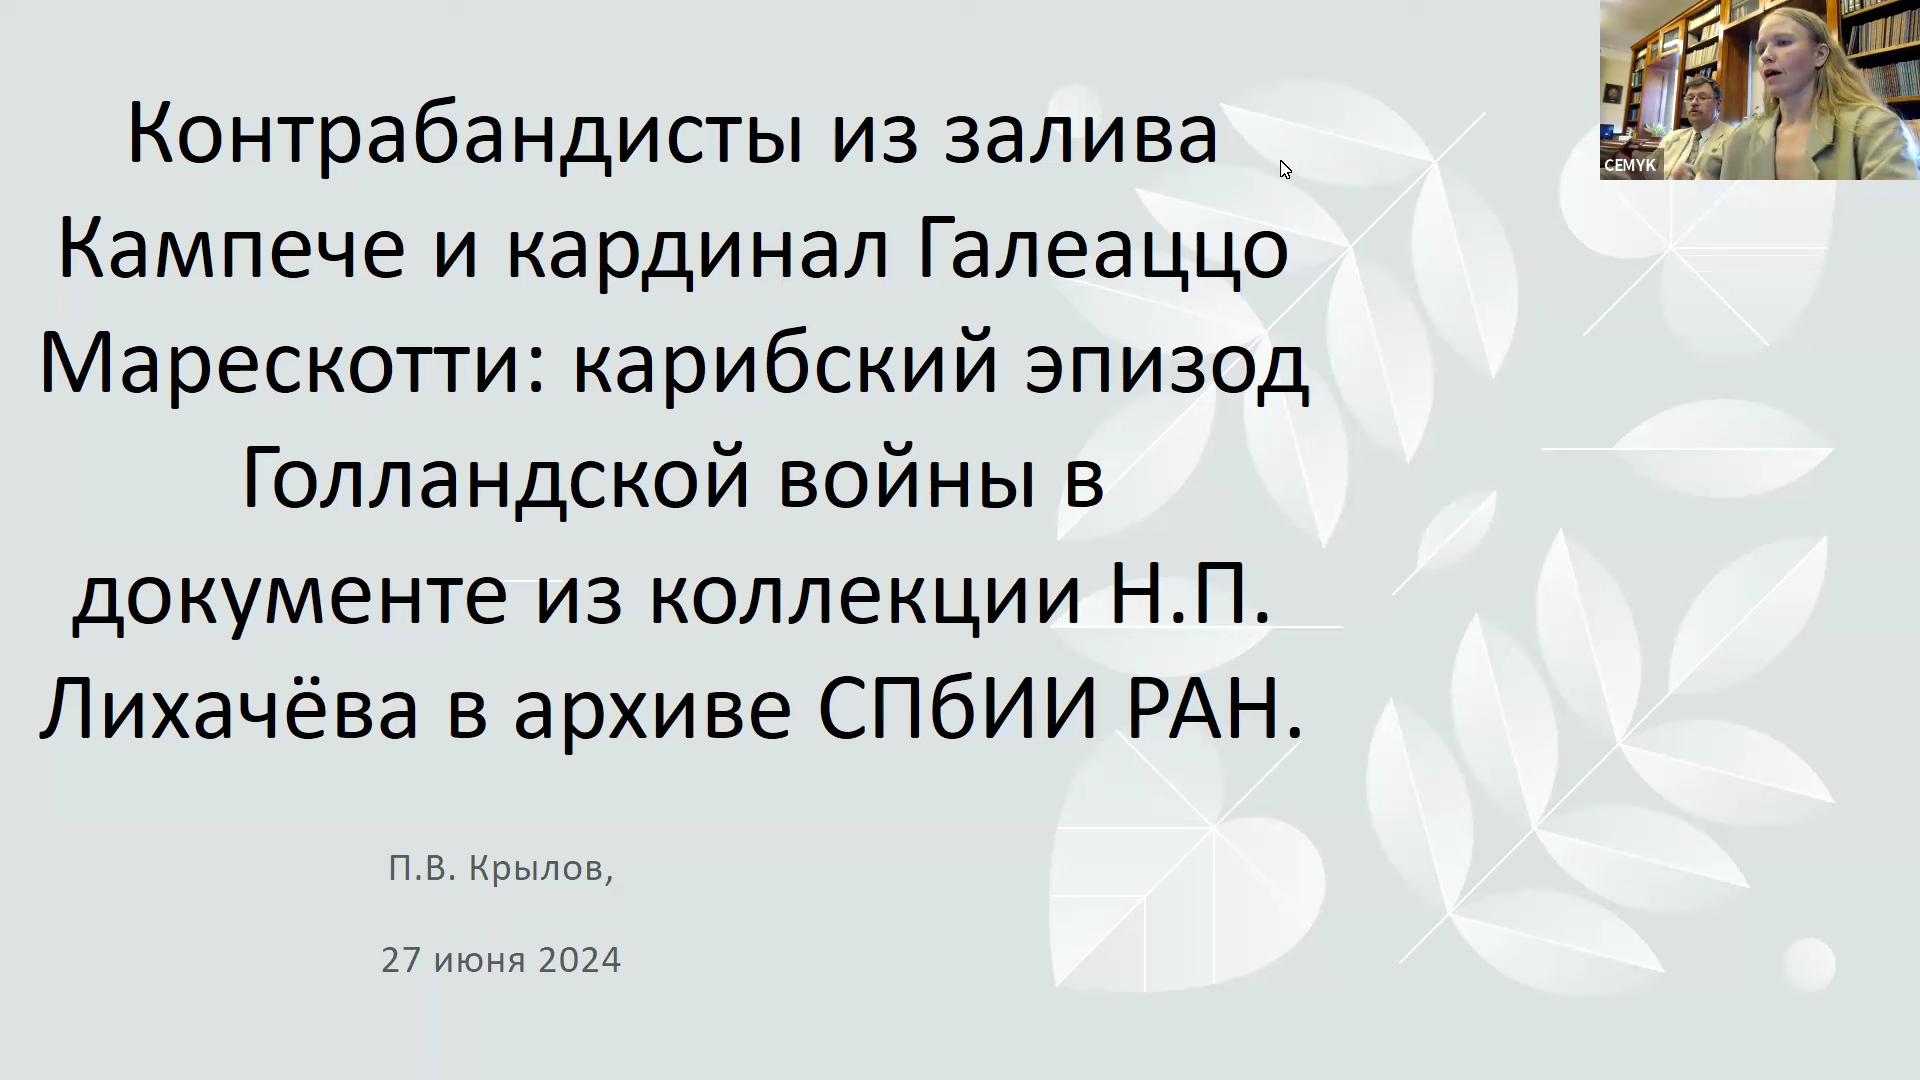 Контрабандисты из залива
Кампече и кардинал Галеаццо
Марескотти: карибский эпизод
Голландской войны в
документе из коллекции Н.П.
Лихачёва в архиве СПбИИ РАН.
П.В. Крылов,
27 июня 2024
CEMYK